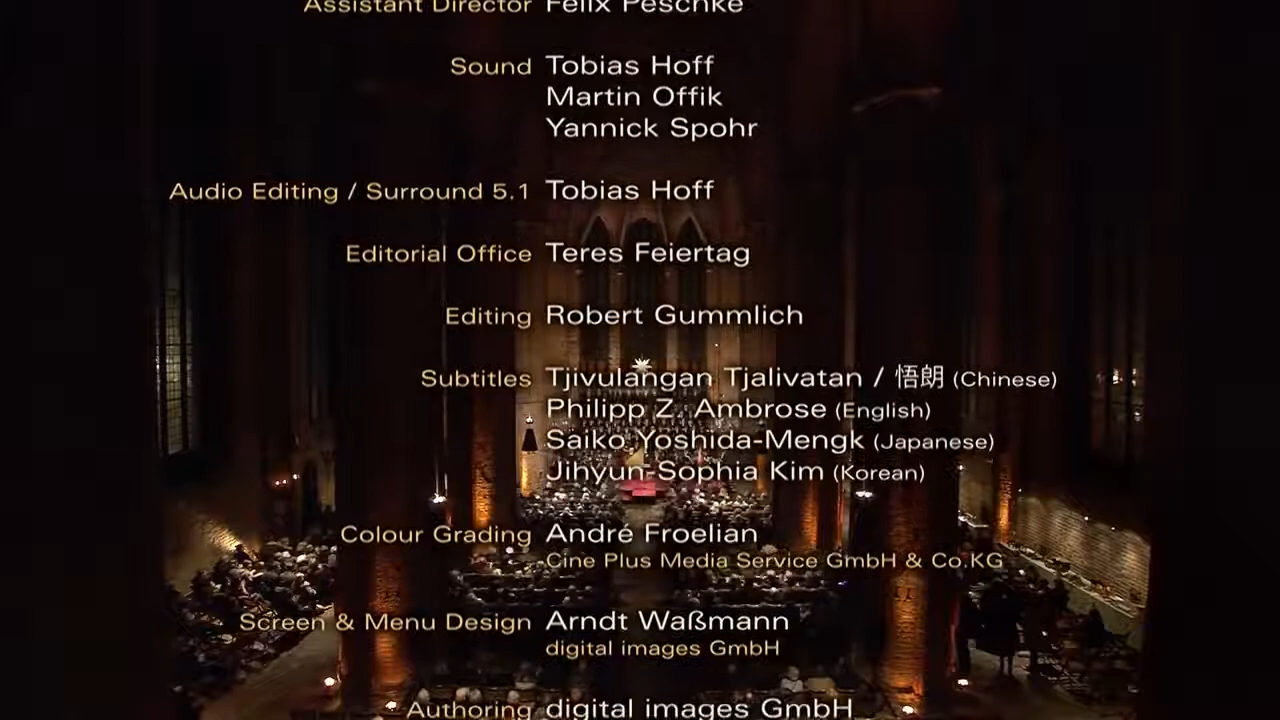 Assistant Director Felix Peschke
Sound Tobias Hoff
Martin Offik
Yannick Spohr
Audio Editing / Surround 5.1 Tobias Hoff
Editorial Office Teres Feiertag
Editing Robert Gummlich
Subtitles Tjivulangan Tjalivatan / 悟朗 (Chinese)
Philipp Z. Ambrose (English)
Saiko Yoshida-Mengk (Japanese)
Jihyun-Sophia Kim (Korean)
Colour Grading André Froelian
Cine Plus Media Service GmbH & Co.KG
Screen & Menu Design Arndt Waßmann
digital images GmbH
Authoring digital images GmbH